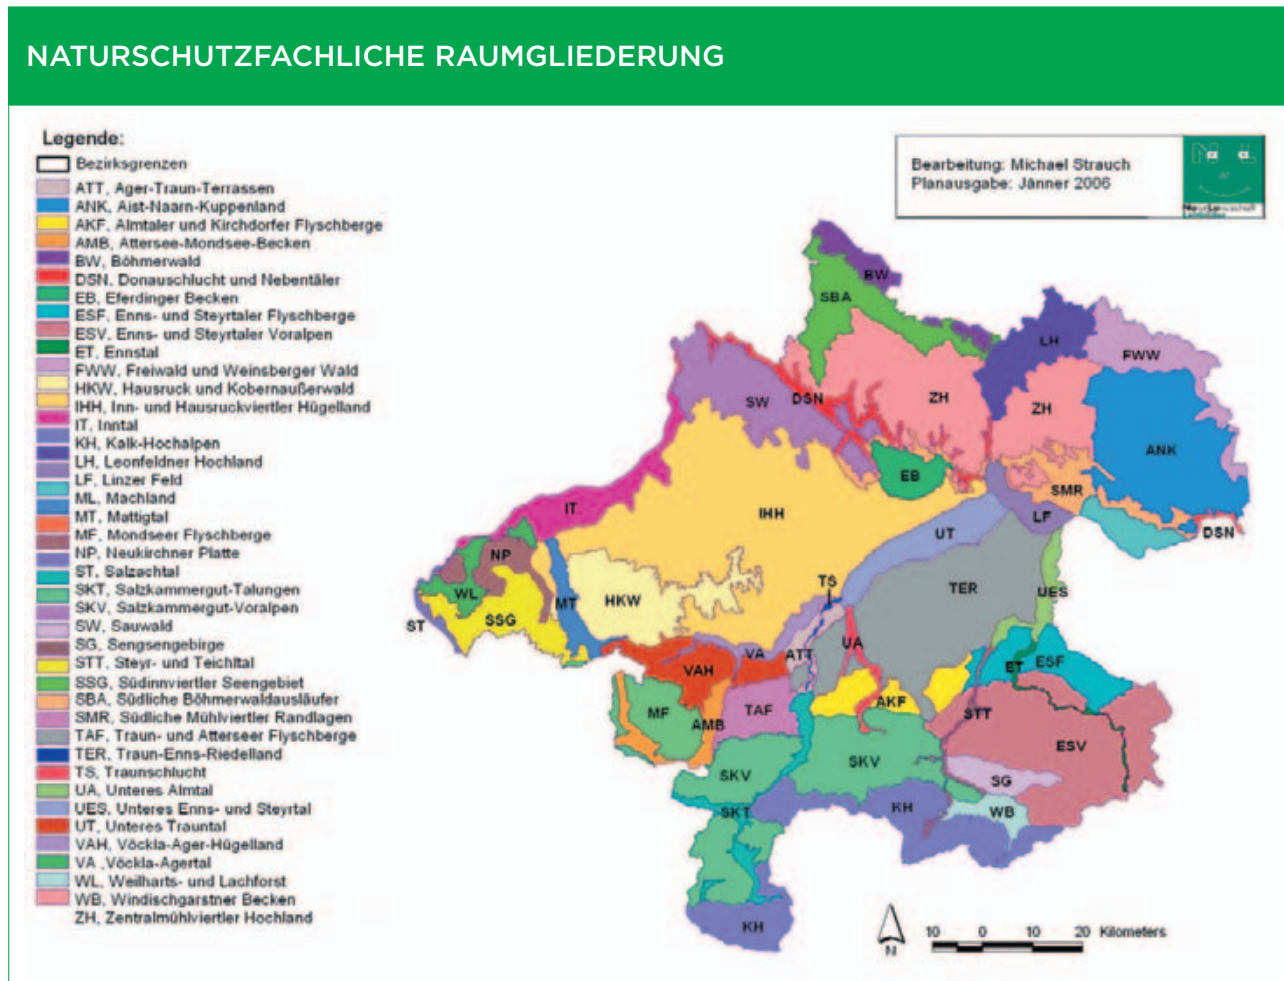 NATURSCHUTZFACHLICHE RAUMGLIEDERUNG
Legende:
Bezirksgrenzen
ATT, Ager-Traun-Terrassen
ANK, Aist-Naarn-Kuppenland
AKF, Almtaler und Kirchdorfer Flyschberge
AMB, Attersee-Mondsee-Becken
BW, Böhmerwald
DSN, Donauschlucht und Nebentäler
EB, Eferdinger Becken
ESF, Enns- und Steyrtaler Flyschberge
ESV, Enns- und Steyrtaler Voralpen
ET, Ennstal
FWW, Freiwald und Weinsberger Wald
HKW, Hausruck und Kobernaußerwald
IHH, Inn- und Hausruckviertler Hügelland
IT, Inntal
KH, Kalk-Hochalpen
LH, Leonfeldner Hochland
LF, Linzer Feld
ML, Machland
MT, Mattigtal
MF, Mondseer Flyschberge
NP, Neukirchner Platte
ST, Salzachtal
SKT, Salzkammergut-Talungen
SKV, Salzkammergut-Voralpen
SW, Sauwald
SG, Sengsengebirge
STT, Steyr- und Teichltal
SSG, Südinnviertler Seengebiet
SBA, Südliche Böhmerwaldausläufer
SMR, Südliche Mühlviertler Randlagen
TAF, Traun- und Atterseer Flyschberge
TER, Traun-Enns-Riedelland
TS, Traunschlucht
UA, Unteres Almtal
UES, Unteres Enns- und Steyrtal
UT, Unteres Trauntal
VAH, Vöckla-Ager-Hügelland
VA ,Vöckla-Agertal
WL, Weilharts- und Lachforst
WB, Windischgarstner Becken
ZH, Zentralmühlviertler Hochland
Bearbeitung: Michael Strauch
Planausgabe: Jänner 2006
BW
SBA
LH
FWW
SW
DSN
ZH
ZH
ANK
EB
SMR
IT
IHH
LF
UT
DSN
NP
WL
MT
HKW
TS
TER
UES
ST
SSG
UA
VA
ATT
ET
ESF
VAH
MF
AMB
TAF
AKF
STT
ESV
SKV
SKV
SG
SKT
KH
WB
KH
N
10 0 10 20 Kilometers